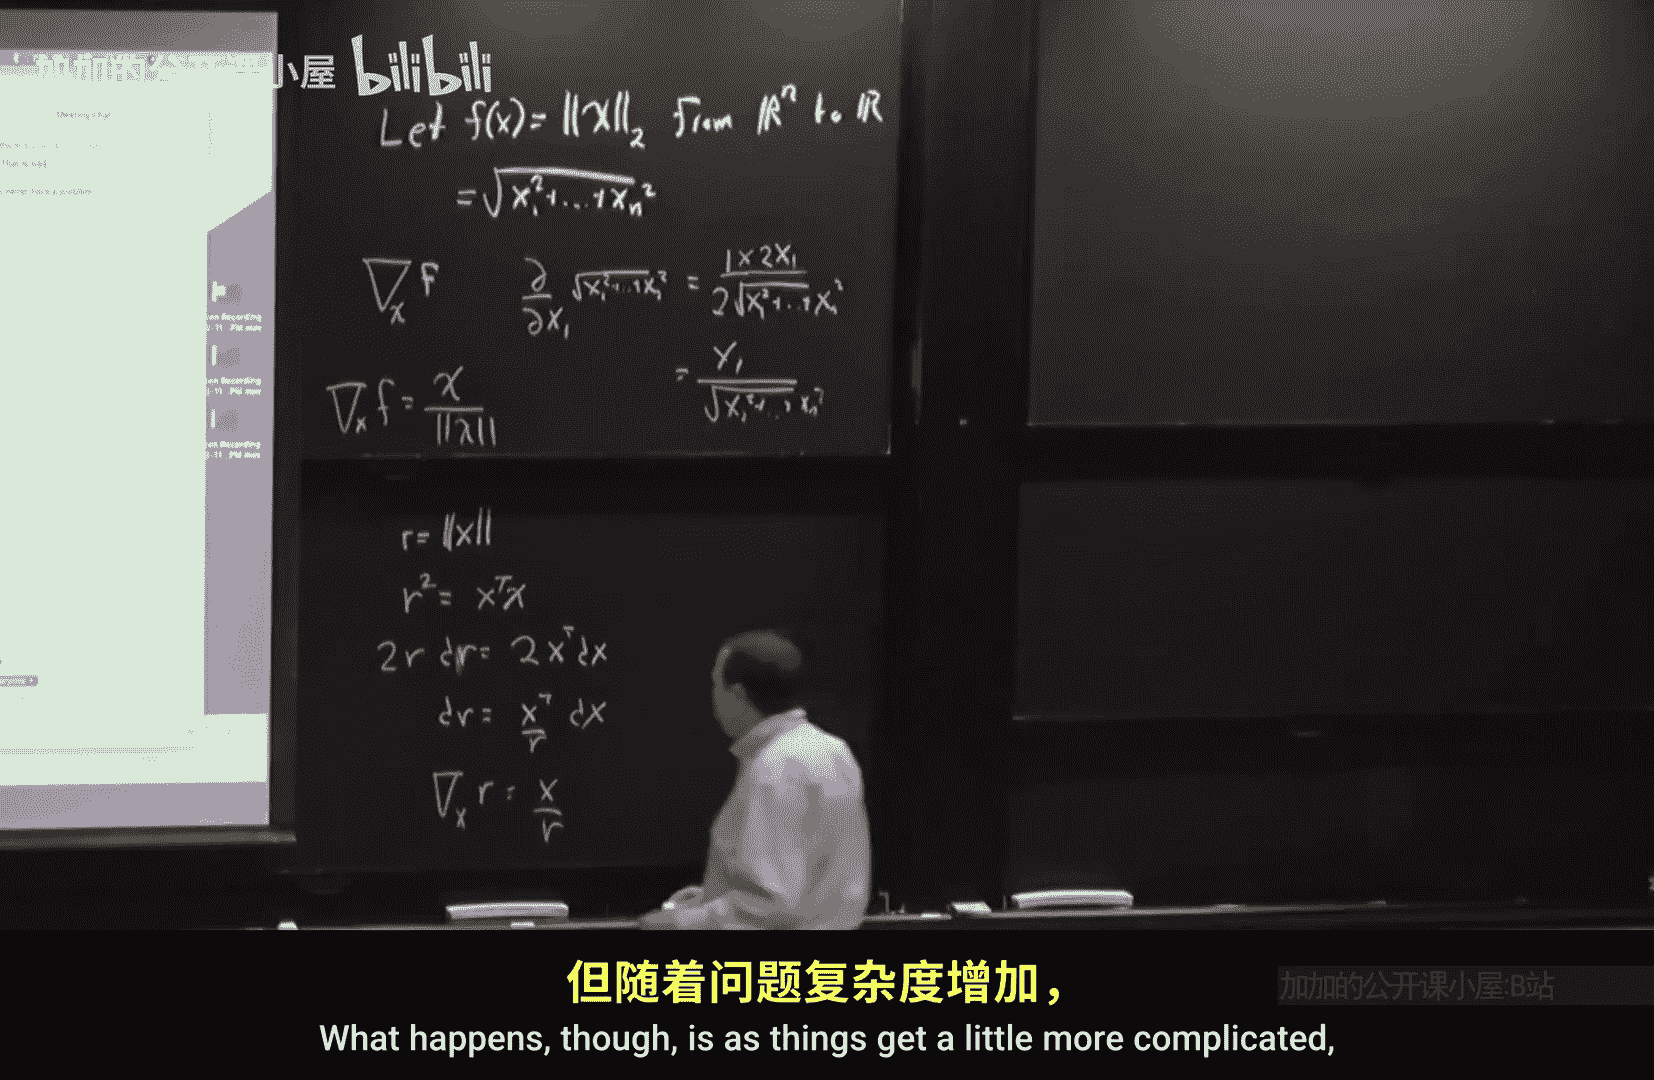 小屋 bilibili
Let f(x) = ||x||₂ from ℝⁿ to ℝ
= √(x₁² + ... + xₙ²)
∇ₓ f   ∂/∂x₁ √(x₁² + ... + xₙ²) = (1 × 2x₁)/(2√(x₁² + ... + xₙ²))
= x₁/√(x₁² + ... + xₙ²)
∇ₓ f = x/||x||
r = ||x||
r² = xᵀx
2r dr = 2xᵀdx
dr = xᵀ/r dx
∇ₓ r = x/r
但随着问题复杂度增加，
What happens, though, is as things get a little more complicated,
加加的公开课小屋:B站